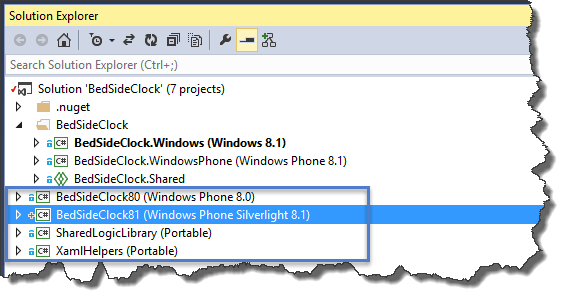 Solution Explorer
Search Solution Explorer (Ctrl+;)
Solution 'BedSideClock' (7 projects)
.nuget
BedSideClock
C# BedSideClock.Windows (Windows 8.1)
C# BedSideClock.WindowsPhone (Windows Phone 8.1)
BedSideClock.Shared
C# BedSideClock80 (Windows Phone 8.0)
C# BedSideClock81 (Windows Phone Silverlight 8.1)
C# SharedLogicLibrary (Portable)
C# XamlHelpers (Portable)